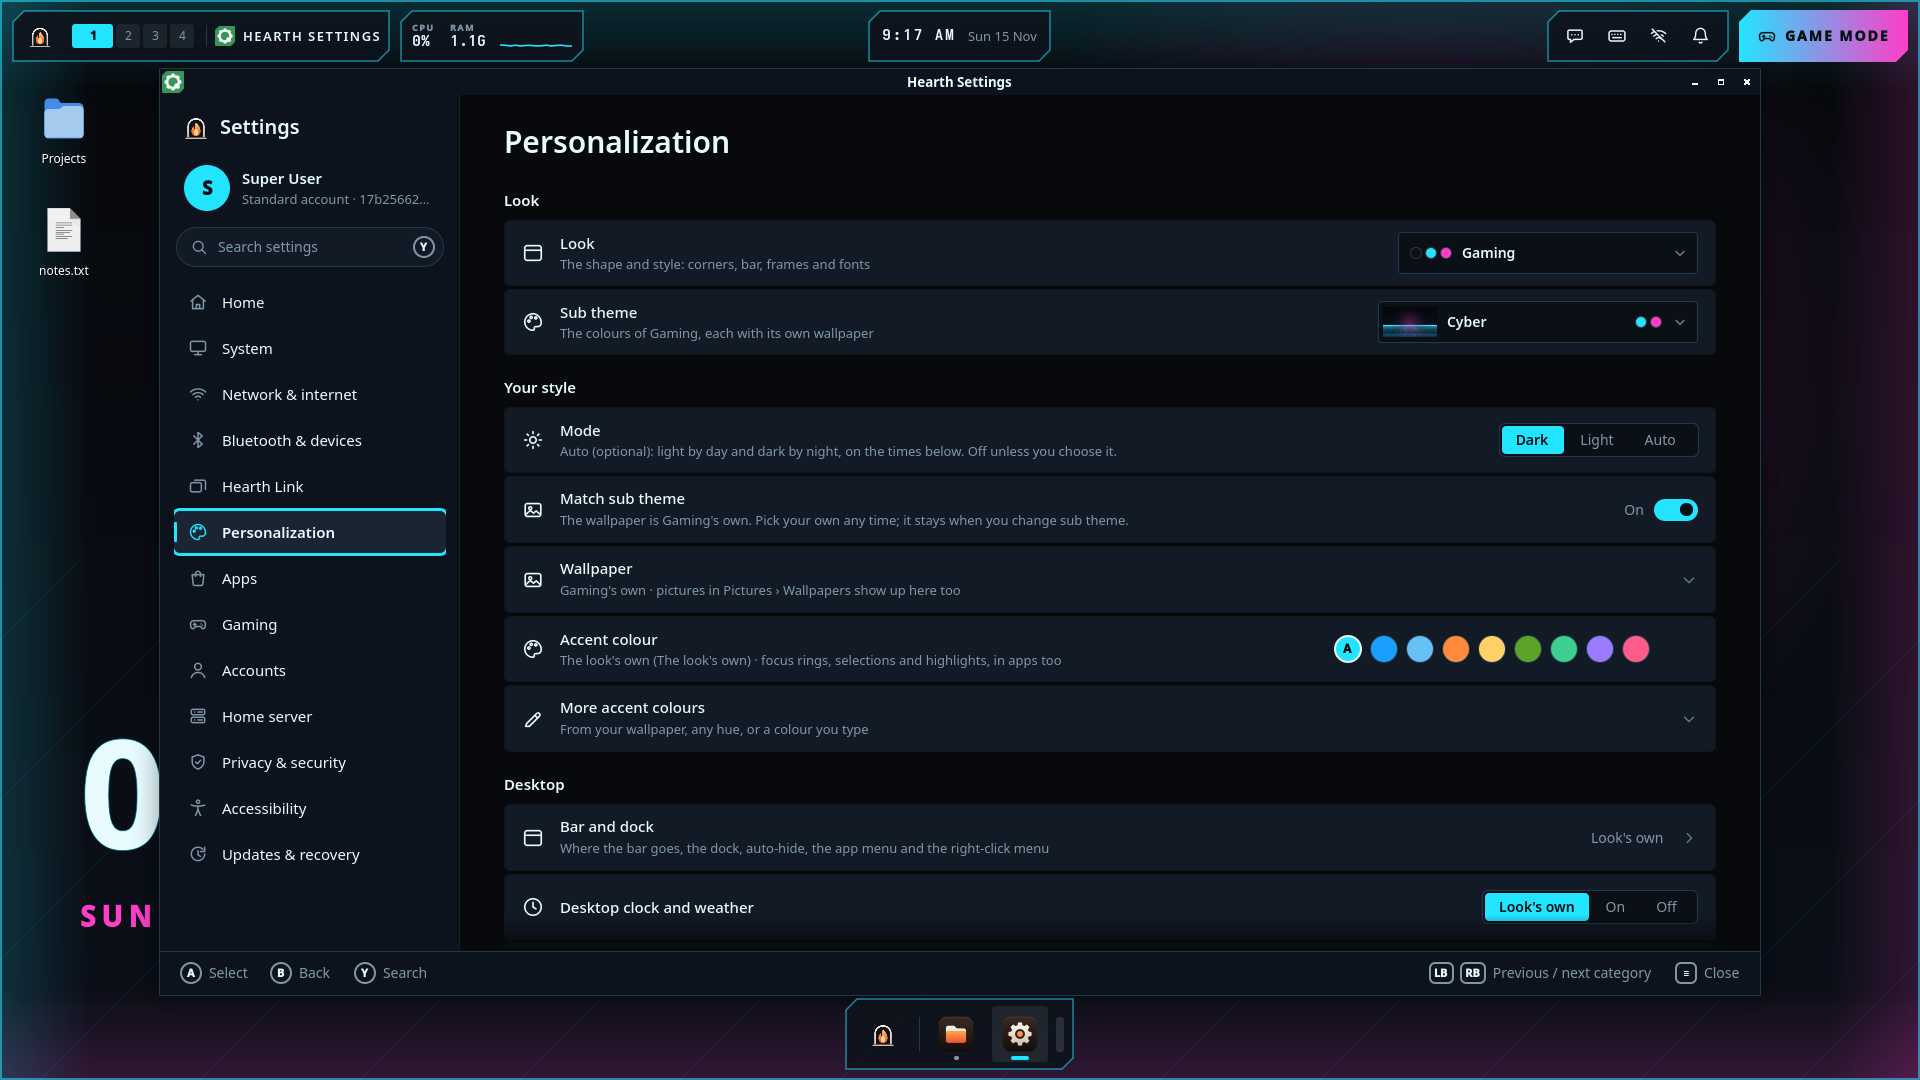 1 2 3 4 HEARTH SETTINGS
CPU RAM
0% 1.1G
9:17 AM Sun 15 Nov
GAME MODE
Hearth Settings
Projects
notes.txt
0
SUN
Settings
S
Super User
Standard account · 17b25662...
Search settings Y
Home
System
Network & internet
Bluetooth & devices
Hearth Link
Personalization
Apps
Gaming
Accounts
Home server
Privacy & security
Accessibility
Updates & recovery
Personalization
Look
Look
The shape and style: corners, bar, frames and fonts
Gaming
Sub theme
The colours of Gaming, each with its own wallpaper
Cyber
Your style
Mode
Auto (optional): light by day and dark by night, on the times below. Off unless you choose it.
Dark Light Auto
Match sub theme
The wallpaper is Gaming's own. Pick your own any time; it stays when you change sub theme.
On
Wallpaper
Gaming's own · pictures in Pictures › Wallpapers show up here too
Accent colour
The look's own (The look's own) · focus rings, selections and highlights, in apps too
A
More accent colours
From your wallpaper, any hue, or a colour you type
Desktop
Bar and dock
Where the bar goes, the dock, auto-hide, the app menu and the right-click menu
Look's own
Desktop clock and weather
Look's own On Off
A Select B Back Y Search
LB RB Previous / next category Close